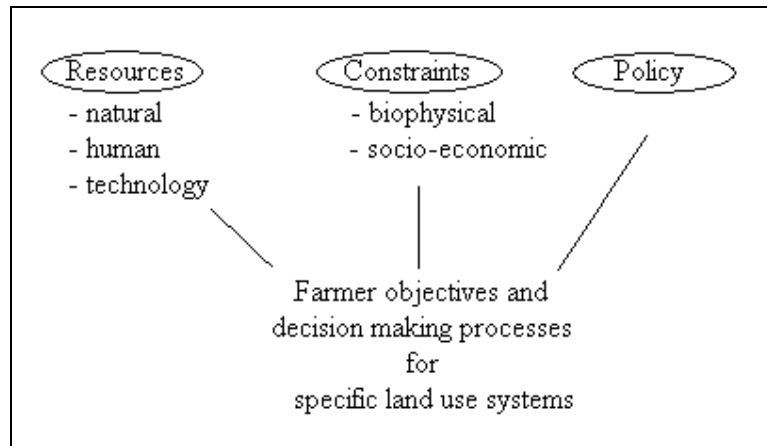 Resources
- natural
- human
- technology
Constraints
- biophysical
- socio-economic
Policy
Farmer objectives and
decision making processes
for
specific land use systems